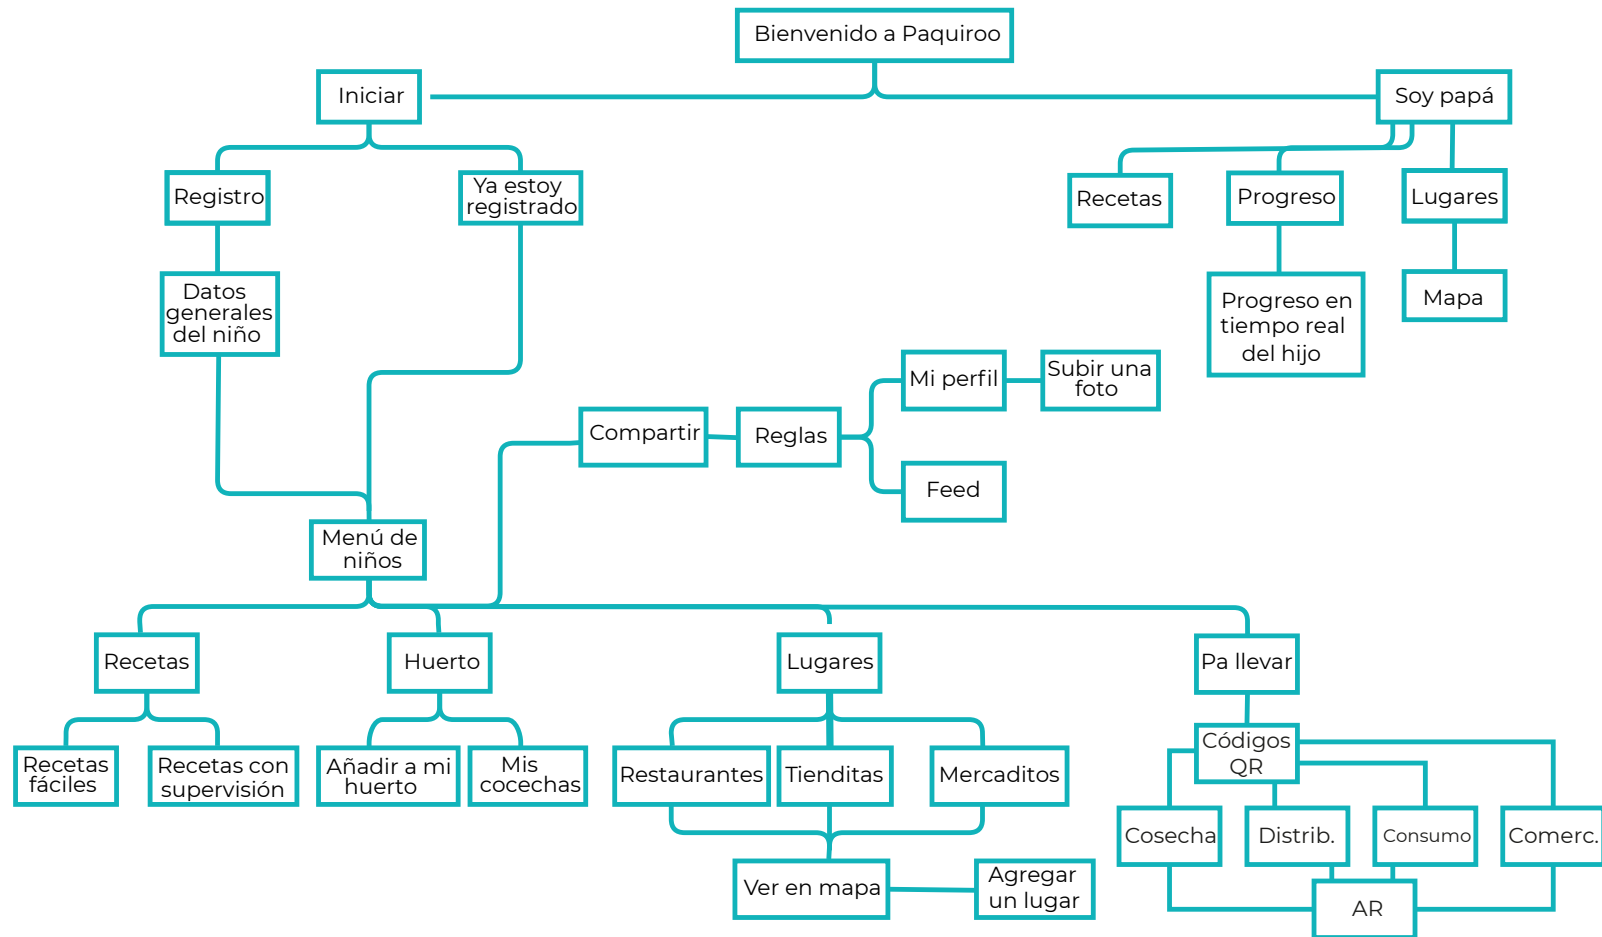 Bienvenido a Paquiroo
Iniciar
Soy papá
Registro
Ya estoy
registrado
Recetas
Progreso
Lugares
Datos
generales
del niño
Progreso en
tiempo real
del hijo
Mapa
Compartir
Reglas
Mi perfil
Subir una
foto
Feed
Menú de
niños
Recetas
Huerto
Lugares
Pa llevar
Recetas
fáciles
Recetas con
supervisión
Añadir a mi
huerto
Mis
cocechas
Restaurantes
Tienditas
Mercaditos
Códigos
QR
Cosecha
Distrib.
Consumo
Comerc.
Ver en mapa
Agregar
un lugar
AR